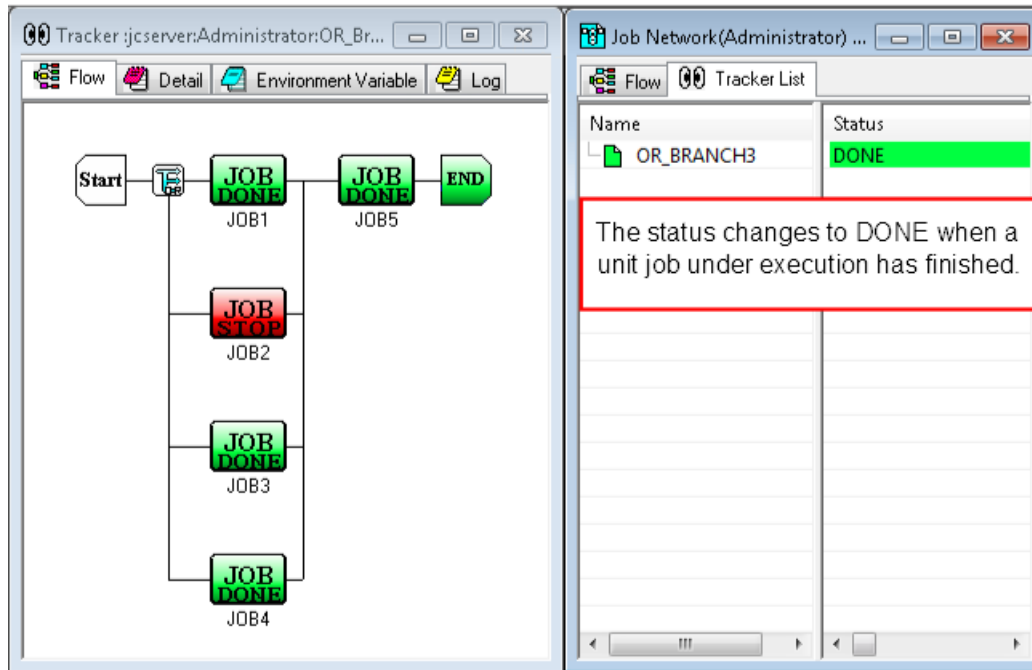 Tracker :jcserver:Administrator:OR_Br...
Flow Detail Environment Variable Log
Start OR JOB DONE JOB DONE END
JOB1 JOB5
JOB STOP
JOB2
JOB DONE
JOB3
JOB DONE
JOB4
Job Network(Administrator) ...
Flow Tracker List
Name Status
OR_BRANCH3 DONE
The status changes to DONE when a
unit job under execution has finished.